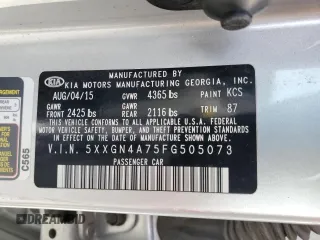 MANUFACTURED BY
KIA KIA MOTORS MANUFACTURING GEORGIA, INC.
AUG/04/15 GVWR 4365 lbs PAINT KCS
GAWR FRONT 2425 lbs GAWR REAR 2116 lbs TRIM 87
THIS VEHICLE CONFORMS TO ALL APPLICABLE U.S. FEDERAL MOTOR VEHICLE SAFETY, BUMPER, AND THEFT PREVENTION STANDARDS IN EFFECT ON THE DATE OF MANUFACTURE SHOWN ABOVE.
V.I.N. 5XXGN4A75FG505073
PASSENGER CAR
C565